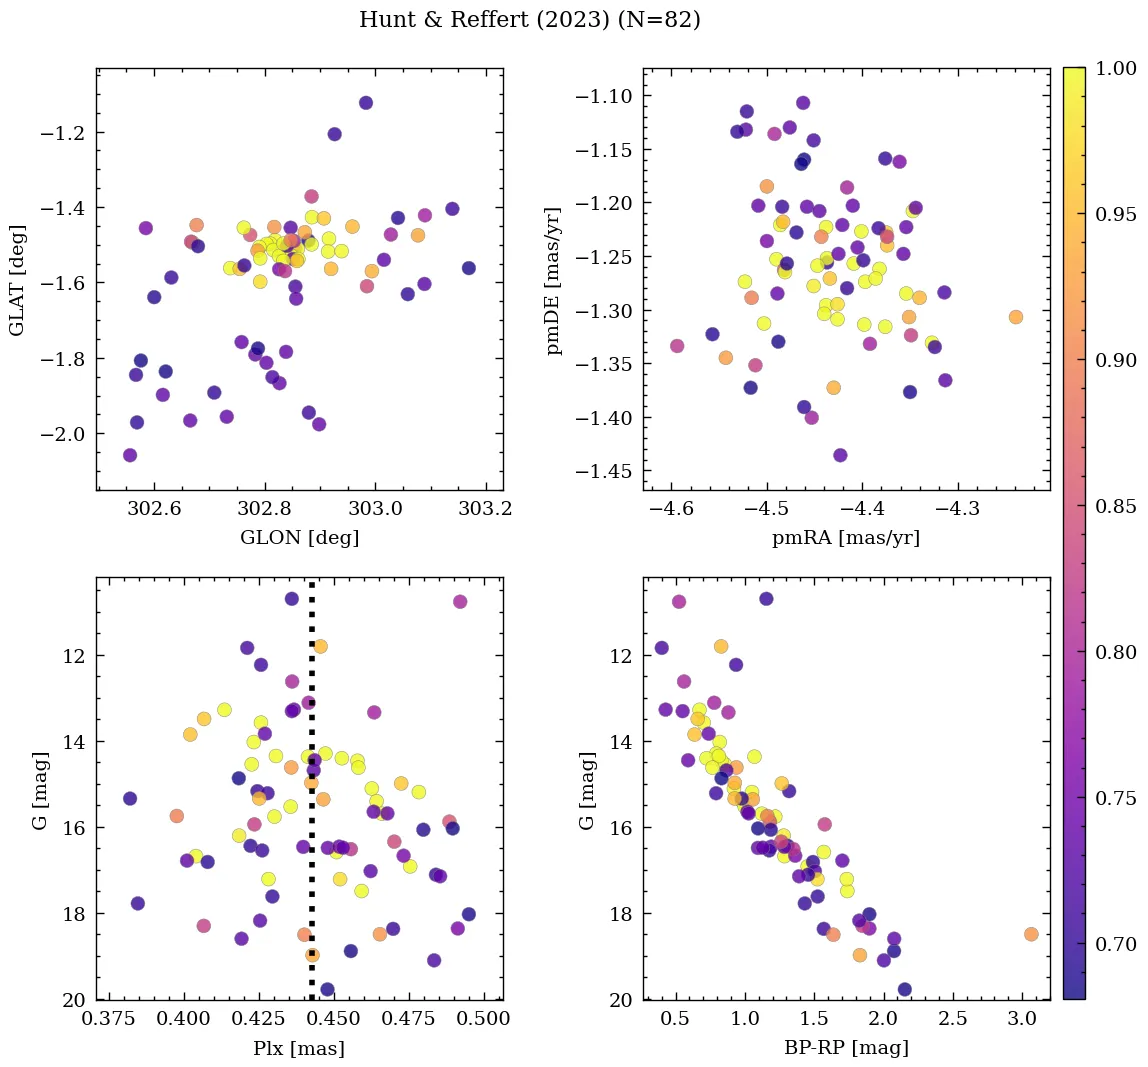 Hunt & Reffert (2023) (N=82)
−1.2
−1.4
−1.6
−1.8
−2.0
GLAT [deg]
302.6 302.8 303.0 303.2
GLON [deg]
−1.10
−1.15
−1.20
−1.25
−1.30
−1.35
−1.40
−1.45
pmDE [mas/yr]
−4.6 −4.5 −4.4 −4.3
pmRA [mas/yr]
12
14
16
18
20
G [mag]
0.375 0.400 0.425 0.450 0.475 0.500
Plx [mas]
12
14
16
18
20
G [mag]
0.5 1.0 1.5 2.0 2.5 3.0
BP-RP [mag]
1.00
0.95
0.90
0.85
0.80
0.75
0.70